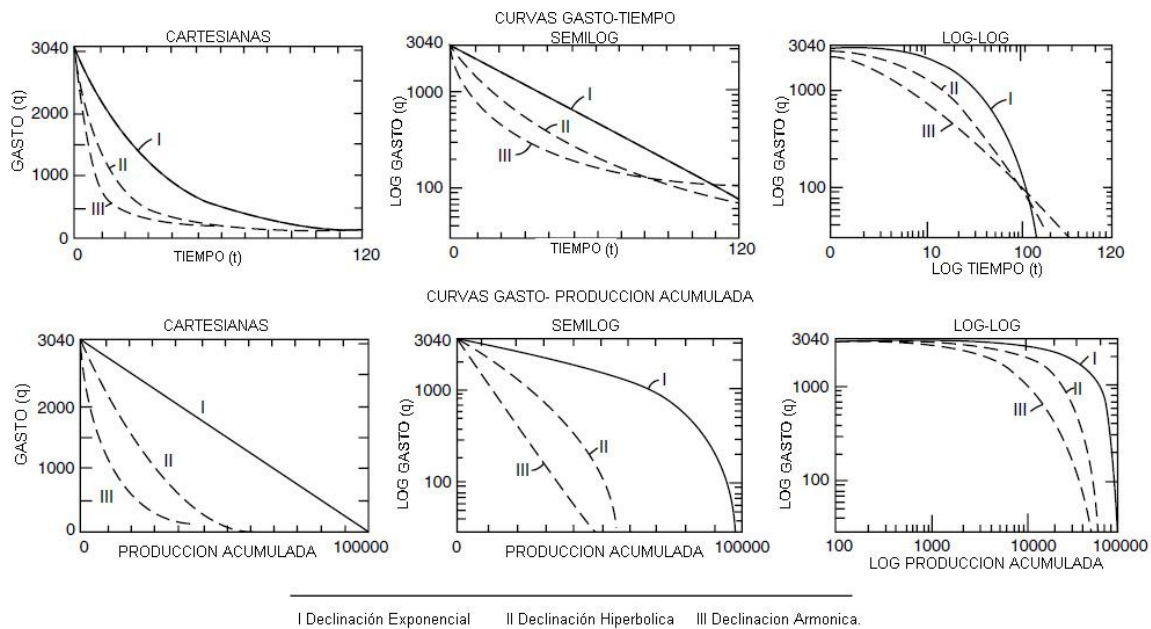 CURVAS GASTO-TIEMPO
CARTESIANAS
3040
2000
1000
0
GASTO (q)
I
II
III
0
120
TIEMPO (t)
SEMILOG
3040
1000
100
LOG GASTO (q)
I
II
III
0
120
TIEMPO (t)
LOG-LOG
3040
1000
100
LOG GASTO (q)
I
II
III
0
10
100
120
LOG TIEMPO (t)
CURVAS GASTO- PRODUCCION ACUMULADA
CARTESIANAS
3040
2000
1000
0
GASTO (q)
I
II
III
0
100000
PRODUCCION ACUMULADA
SEMILOG
3040
1000
100
LOG GASTO (q)
I
II
III
0
100000
PRODUCCION ACUMULADA
LOG-LOG
3040
1000
100
LOG GASTO (q)
I
II
III
100
1000
10000
100000
LOG PRODUCCION ACUMULADA
I Declinación Exponencial II Declinación Hiperbolica III Declinacion Armonica.